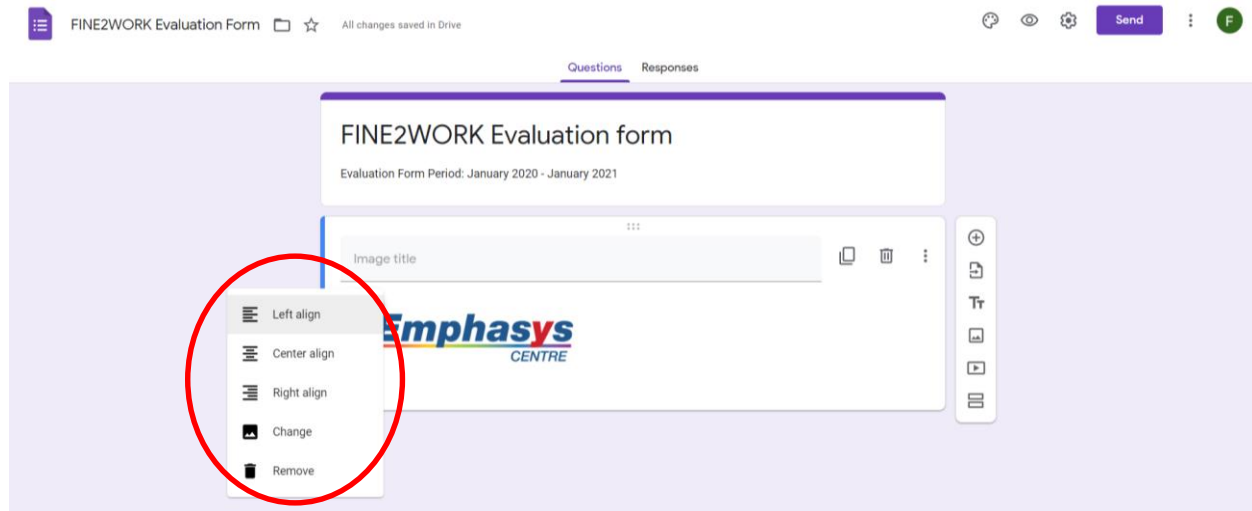 FINE2WORK Evaluation Form
All changes saved in Drive
Send
F
Questions Responses
FINE2WORK Evaluation form
Evaluation Form Period: January 2020 - January 2021
Image title
Left align
Center align
Right align
Change
Remove
Emphasys
CENTRE
Tт